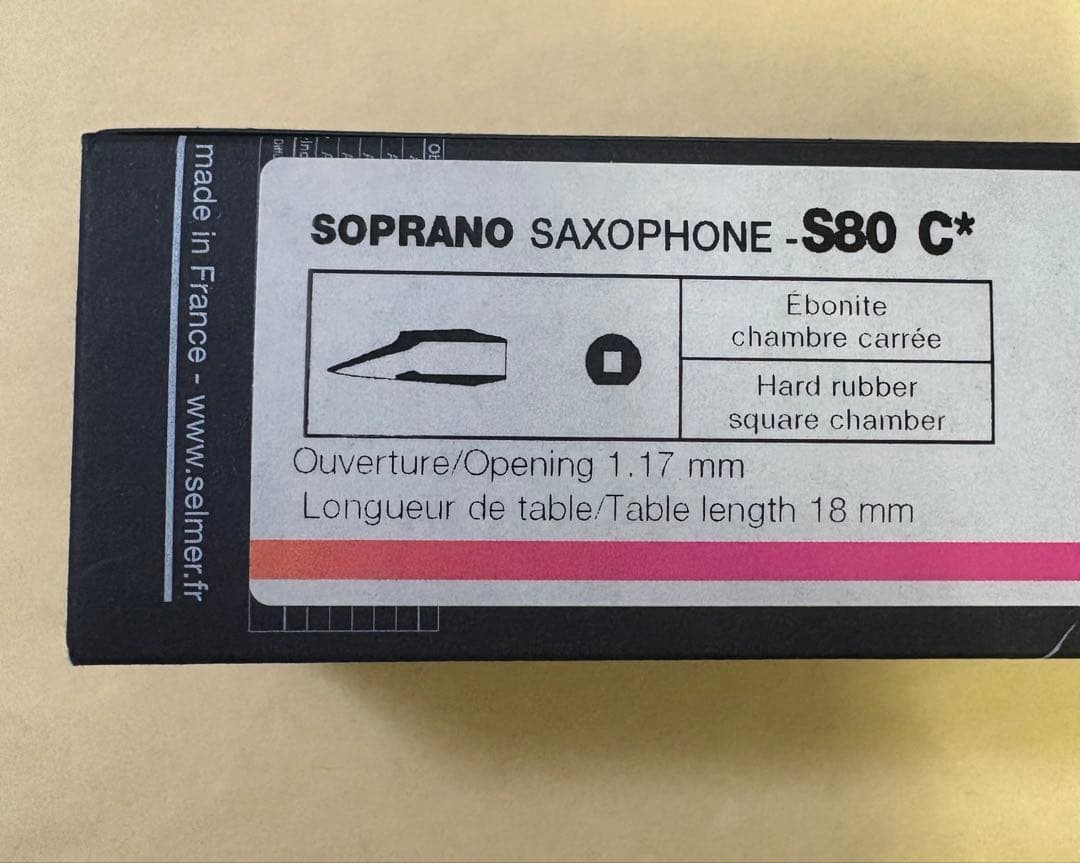 made in France - www.selmer.fr
SOPRANO SAXOPHONE -S80 C*
Ébonite
chambre carrée
Hard rubber
square chamber
Ouverture/Opening 1.17 mm
Longueur de table/Table length 18 mm